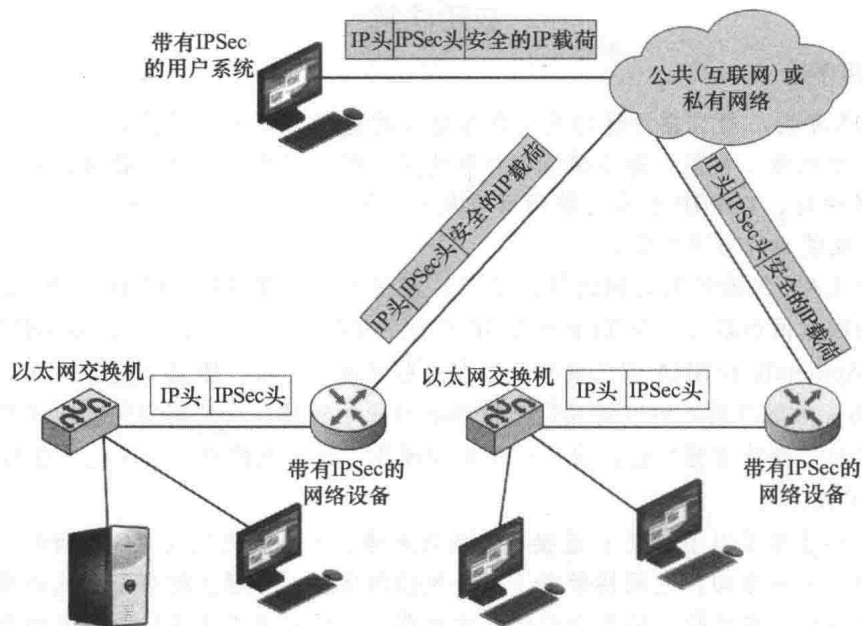 带有IPSec
的用户系统
IP头 IPSec头 安全的IP载荷
公共(互联网)或
私有网络
IP头 IPSec头 安全的IP载荷
IP头 IPSec头 安全的IP载荷
以太网交换机
IP头 IPSec头
带有IPSec的
网络设备
以太网交换机
IP头 IPSec头
带有IPSec的
网络设备